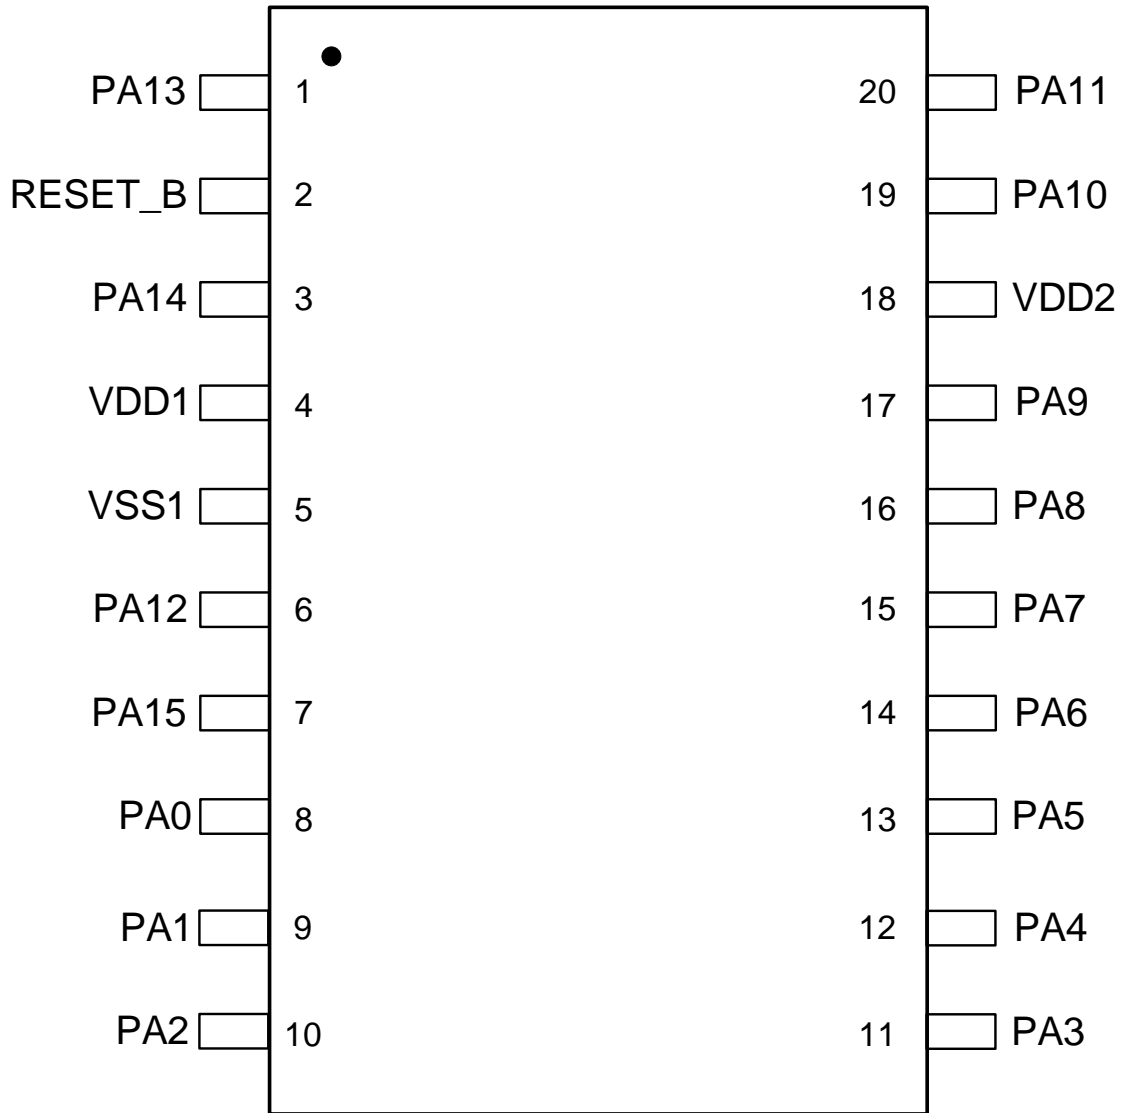 PA13 1 20 PA11
RESET_B 2 19 PA10
PA14 3 18 VDD2
VDD1 4 17 PA9
VSS1 5 16 PA8
PA12 6 15 PA7
PA15 7 14 PA6
PA0 8 13 PA5
PA1 9 12 PA4
PA2 10 11 PA3